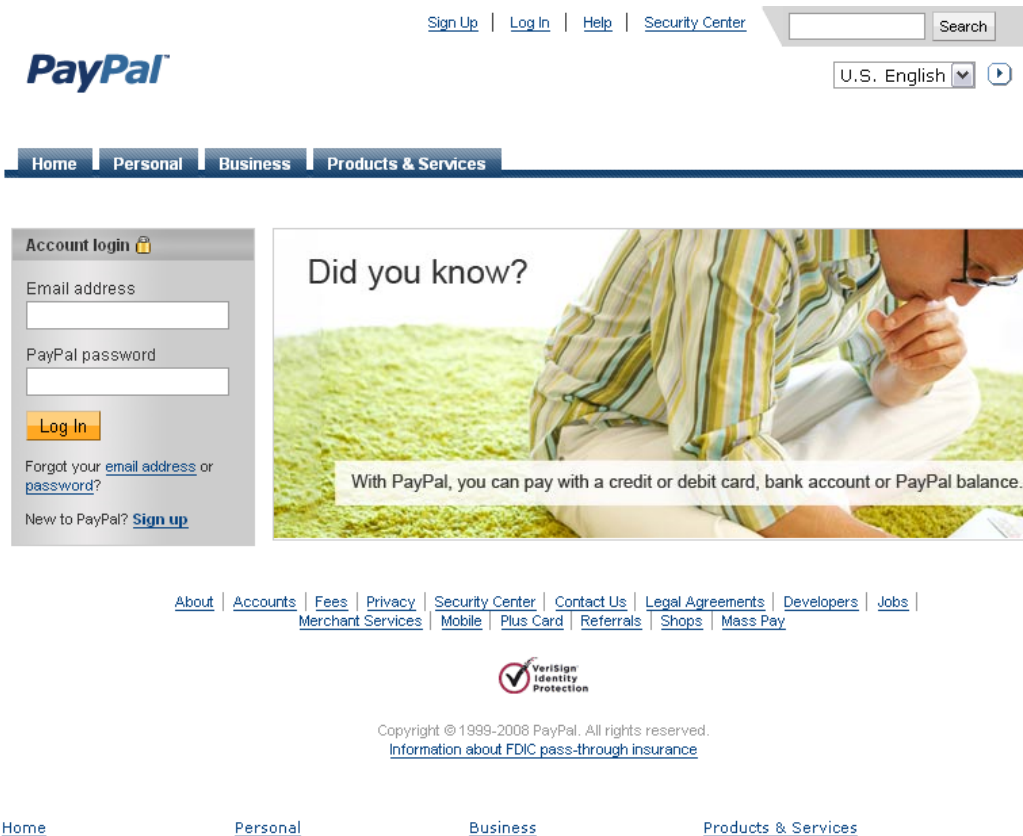 Sign Up | Log In | Help | Security Center Search
PayPal™
U.S. English
Home Personal Business Products & Services
Account login
Email address
PayPal password
Log In
Forgot your email address or
password?
New to PayPal? Sign up
Did you know?
With PayPal, you can pay with a credit or debit card, bank account or PayPal balance.
About | Accounts | Fees | Privacy | Security Center | Contact Us | Legal Agreements | Developers | Jobs |
Merchant Services | Mobile | Plus Card | Referrals | Shops | Mass Pay
VeriSign
Identity
Protection
Copyright © 1999-2008 PayPal. All rights reserved.
Information about FDIC pass-through insurance
Home Personal Business Products & Services